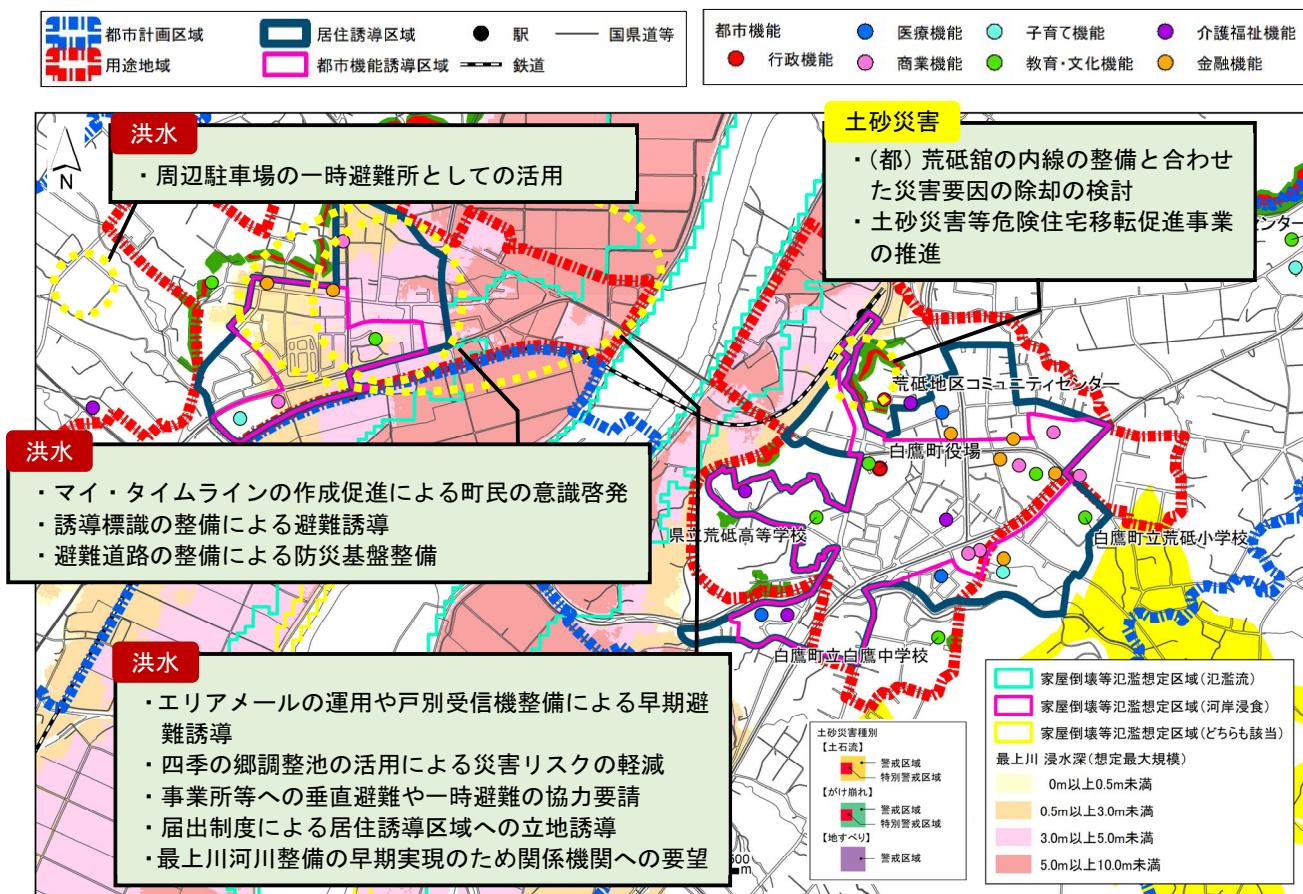 都市計画区域
居住誘導区域
駅
国県道等
用途地域
都市機能誘導区域
鉄道
都市機能
医療機能
子育て機能
介護福祉機能
行政機能
商業機能
教育・文化機能
金融機能
洪水
・周辺駐車場の一時避難所としての活用
土砂災害
・(都) 荒砥舘の内線の整備と合わせ
た災害要因の除却の検討
・土砂災害等危険住宅移転促進事業
の推進
N
センター
荒砥地区コミュニティセンター
白鷹町役場
県立荒砥高等学校
白鷹町立荒砥小学校
白鷹町立白鷹中学校
洪水
・マイ・タイムラインの作成促進による町民の意識啓発
・誘導標識の整備による避難誘導
・避難道路の整備による防災基盤整備
洪水
・エリアメールの運用や戸別受信機整備による早期避
難誘導
・四季の郷調整池の活用による災害リスクの軽減
・事業所等への垂直避難や一時避難の協力要請
・届出制度による居住誘導区域への立地誘導
・最上川河川整備の早期実現のため関係機関への要望
m
土砂災害種別
【土石流】
警戒区域
特別警戒区域
【がけ崩れ】
警戒区域
特別警戒区域
【地すべり】
警戒区域
家屋倒壊等氾濫想定区域(氾濫流)
家屋倒壊等氾濫想定区域(河岸浸食)
家屋倒壊等氾濫想定区域(どちらも該当)
最上川 浸水深(想定最大規模)
0m以上0.5m未満
0.5m以上3.0m未満
3.0m以上5.0m未満
5.0m以上10.0m未満